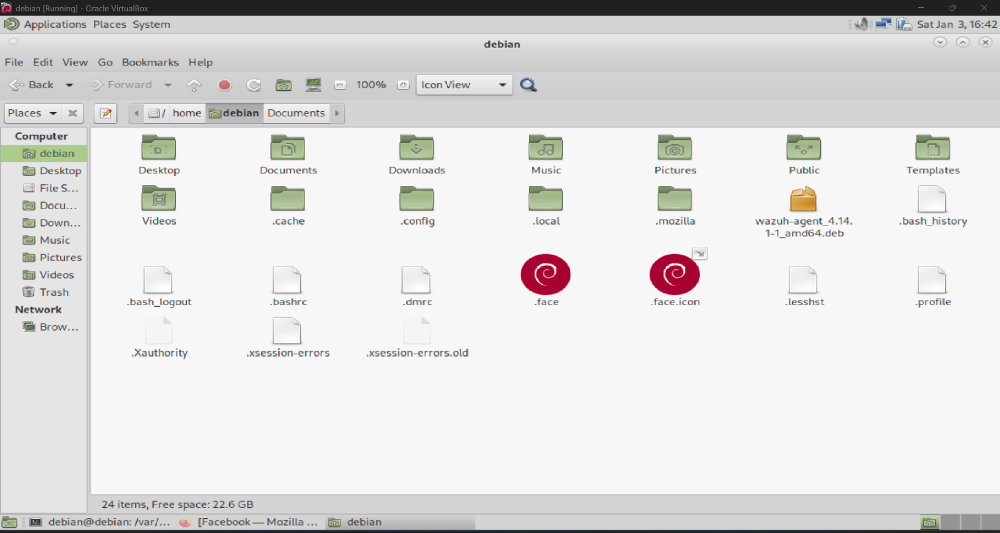 debian [Running] - Oracle VirtualBox
Applications Places System
Sat Jan 3, 16:42
debian
File Edit View Go Bookmarks Help
Back Forward 100% Icon View
Places
/ home debian Documents
Computer
debian
Desktop
File S...
Docu...
Down...
Music
Pictures
Videos
Trash
Network
Brow...
Desktop Documents Downloads Music Pictures Public Templates
Videos .cache .config .local .mozilla wazuh-agent_4.14. .bash_history
1-1_amd64.deb
.bash_logout .bashrc .dmrc .face .face.icon .lesshst .profile
.Xauthority .xsession-errors .xsession-errors.old
24 items, Free space: 22.6 GB
debian@debian: /var/... [Facebook — Mozilla ... debian